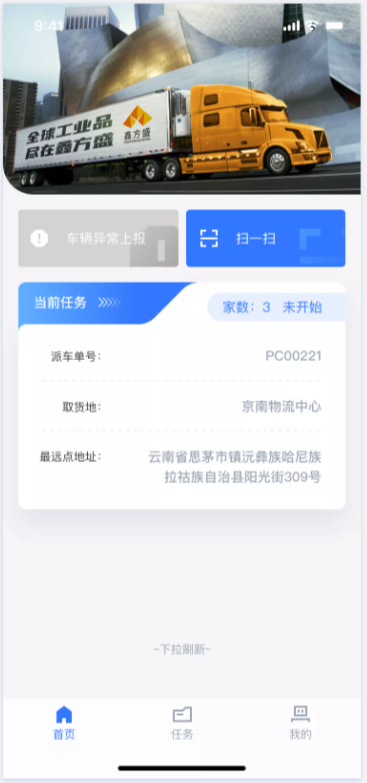 9:41
全球工业品
尽在鑫方盛
鑫方盛
车辆异常上报
扫一扫
当前任务
家数：3 未开始
派车单号：
PC00221
取货地：
京南物流中心
最远点地址：
云南省思茅市镇沅彝族哈尼族
拉祜族自治县阳光街309号
~下拉刷新~
首页
任务
我的